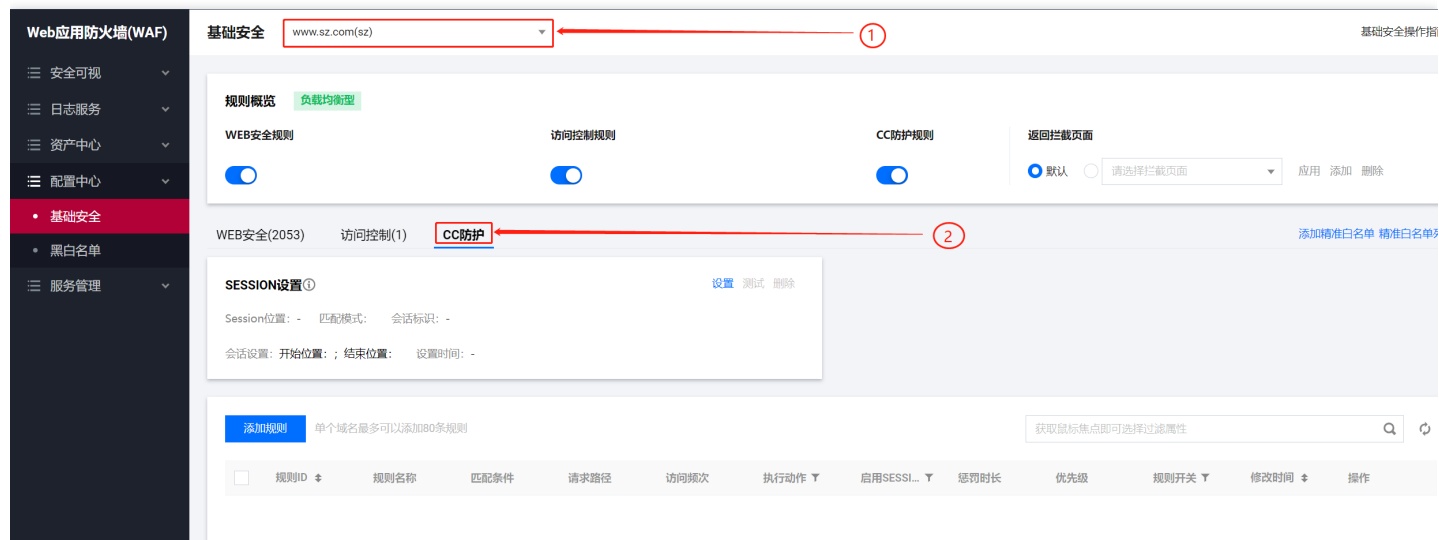 Web应用防火墙(WAF)
基础安全
www.sz.com(sz)
1
基础安全操作指
安全可视
日志服务
资产中心
配置中心
基础安全
黑白名单
服务管理
规则概览
负载均衡型
WEB安全规则
访问控制规则
CC防护规则
返回拦截页面
默认
请选择拦截页面
应用 添加 删除
WEB安全(2053)
访问控制(1)
CC防护
2
添加精准白名单 精准白名单
SESSION设置
设置 测试 删除
Session位置: - 匹配模式: 会话标识: -
会话设置: 开始位置: ; 结束位置: 设置时间: -
添加规则
单个域名最多可以添加80条规则
获取鼠标焦点即可选择过滤属性
规则ID 规则名称 匹配条件 请求路径 访问频次 执行动作 启用SESSI... 惩罚时长 优先级 规则开关 修改时间 操作